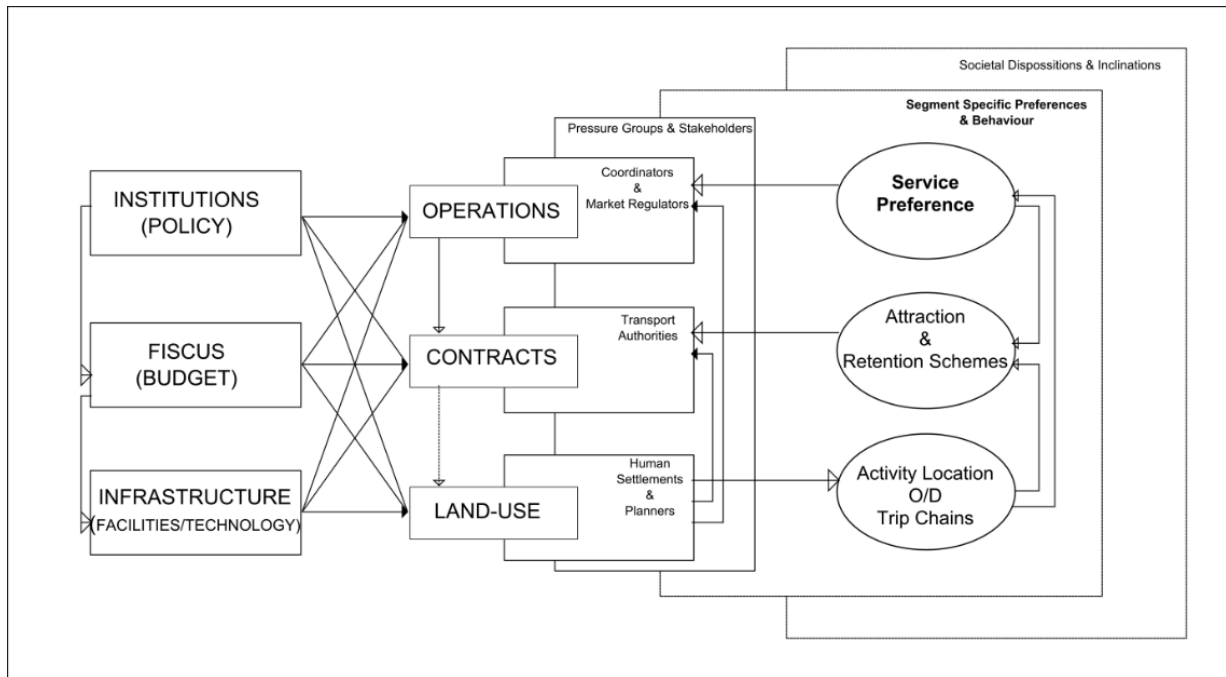 Societal Dispossitions & Inclinations
Segment Specific Preferences
& Behaviour
Pressure Groups & Stakeholders
INSTITUTIONS
(POLICY)
OPERATIONS
Coordinators
&
Market Regulators
Service
Preference
FISCUS
(BUDGET)
CONTRACTS
Transport
Authorities
Attraction
&
Retention Schemes
INFRASTRUCTURE
(FACILITIES/TECHNOLOGY)
LAND-USE
Human
Settlements
&
Planners
Activity Location
O/D
Trip Chains